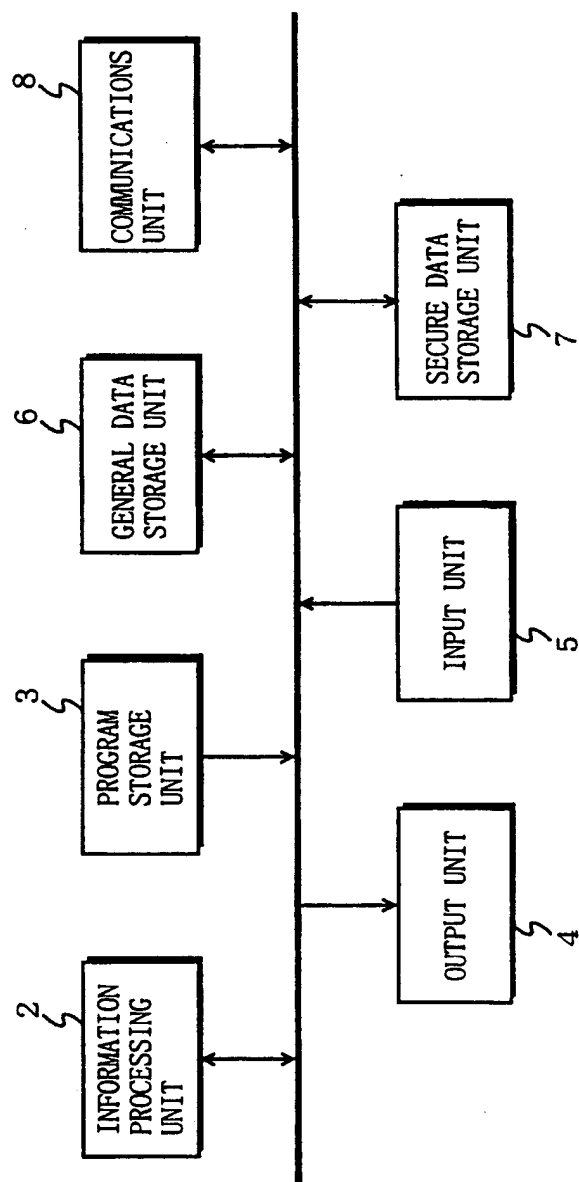 2
INFORMATION
PROCESSING
UNIT
3
PROGRAM
STORAGE
UNIT
6
GENERAL DATA
STORAGE UNIT
8
COMMUNICATIONS
UNIT
OUTPUT UNIT
4
INPUT UNIT
5
SECURE DATA
STORAGE UNIT
7